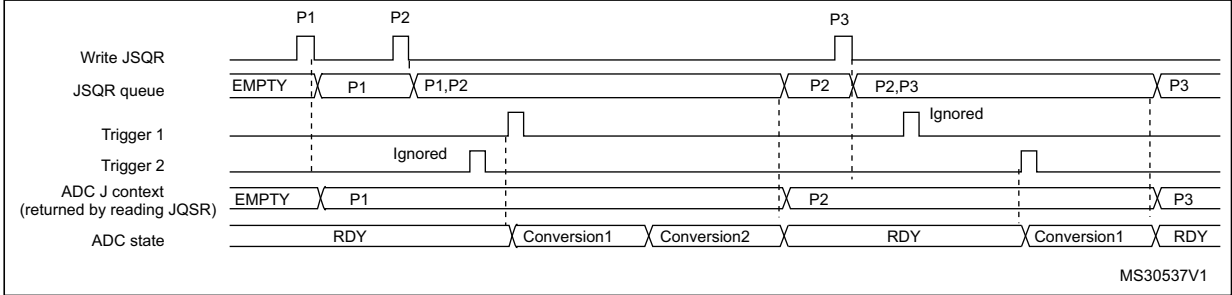 P1 P2 P3
Write JSQR
JSQR queue EMPTY P1 P1,P2 P2 P2,P3 P3
Trigger 1 Ignored
Trigger 2 Ignored
ADC J context
(returned by reading JQSR) EMPTY P1 P2 P3
ADC state RDY Conversion1 Conversion2 RDY Conversion1 RDY
MS30537V1